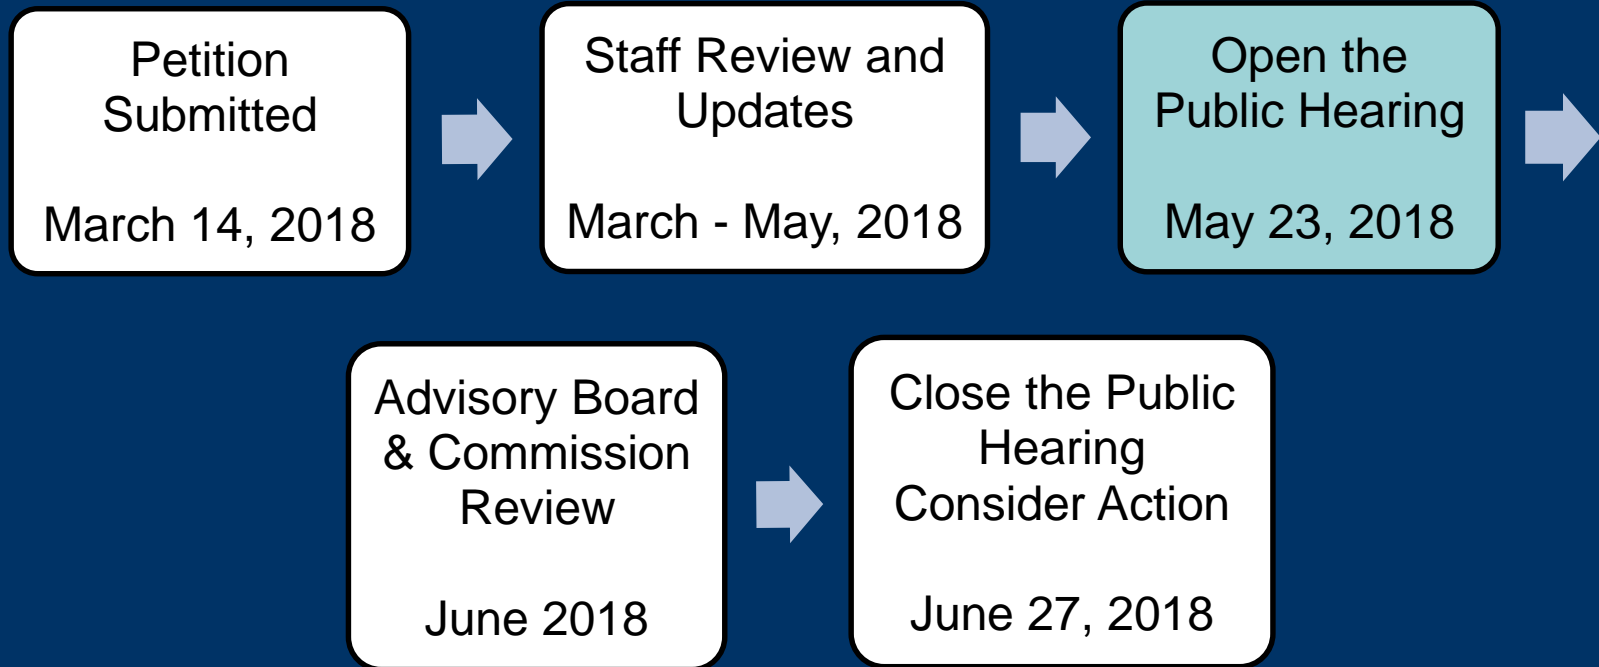 Petition
Submitted
March 14, 2018
Staff Review and
Updates
March - May, 2018
Open the
Public Hearing
May 23, 2018
Advisory Board
& Commission
Review
June 2018
Close the Public
Hearing
Consider Action
June 27, 2018